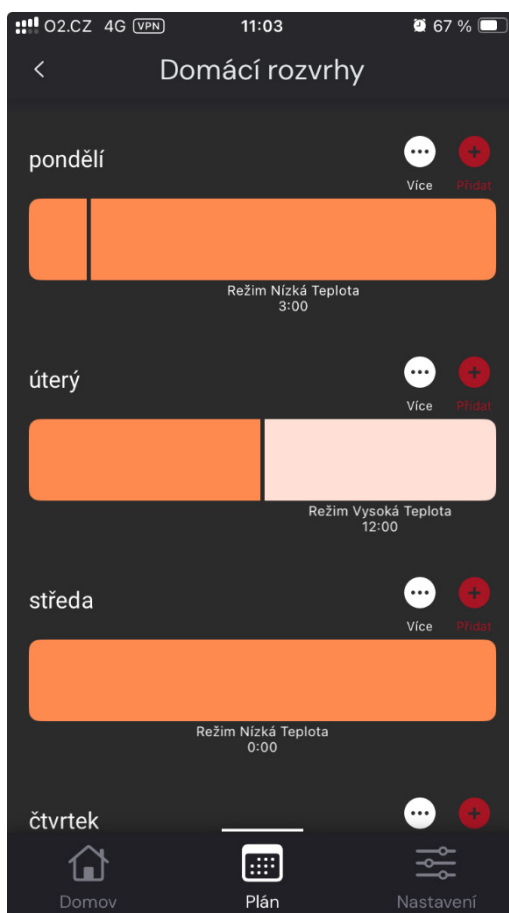 O2.CZ 4G VPN 11:03 67 %
Domácí rozvrhy
pondělí
Více Přidat
Režim Nízká Teplota
3:00
úterý
Více Přidat
Režim Vysoká Teplota
12:00
středa
Více Přidat
Režim Nízká Teplota
0:00
čtvrtek
Domov Plán Nastavení